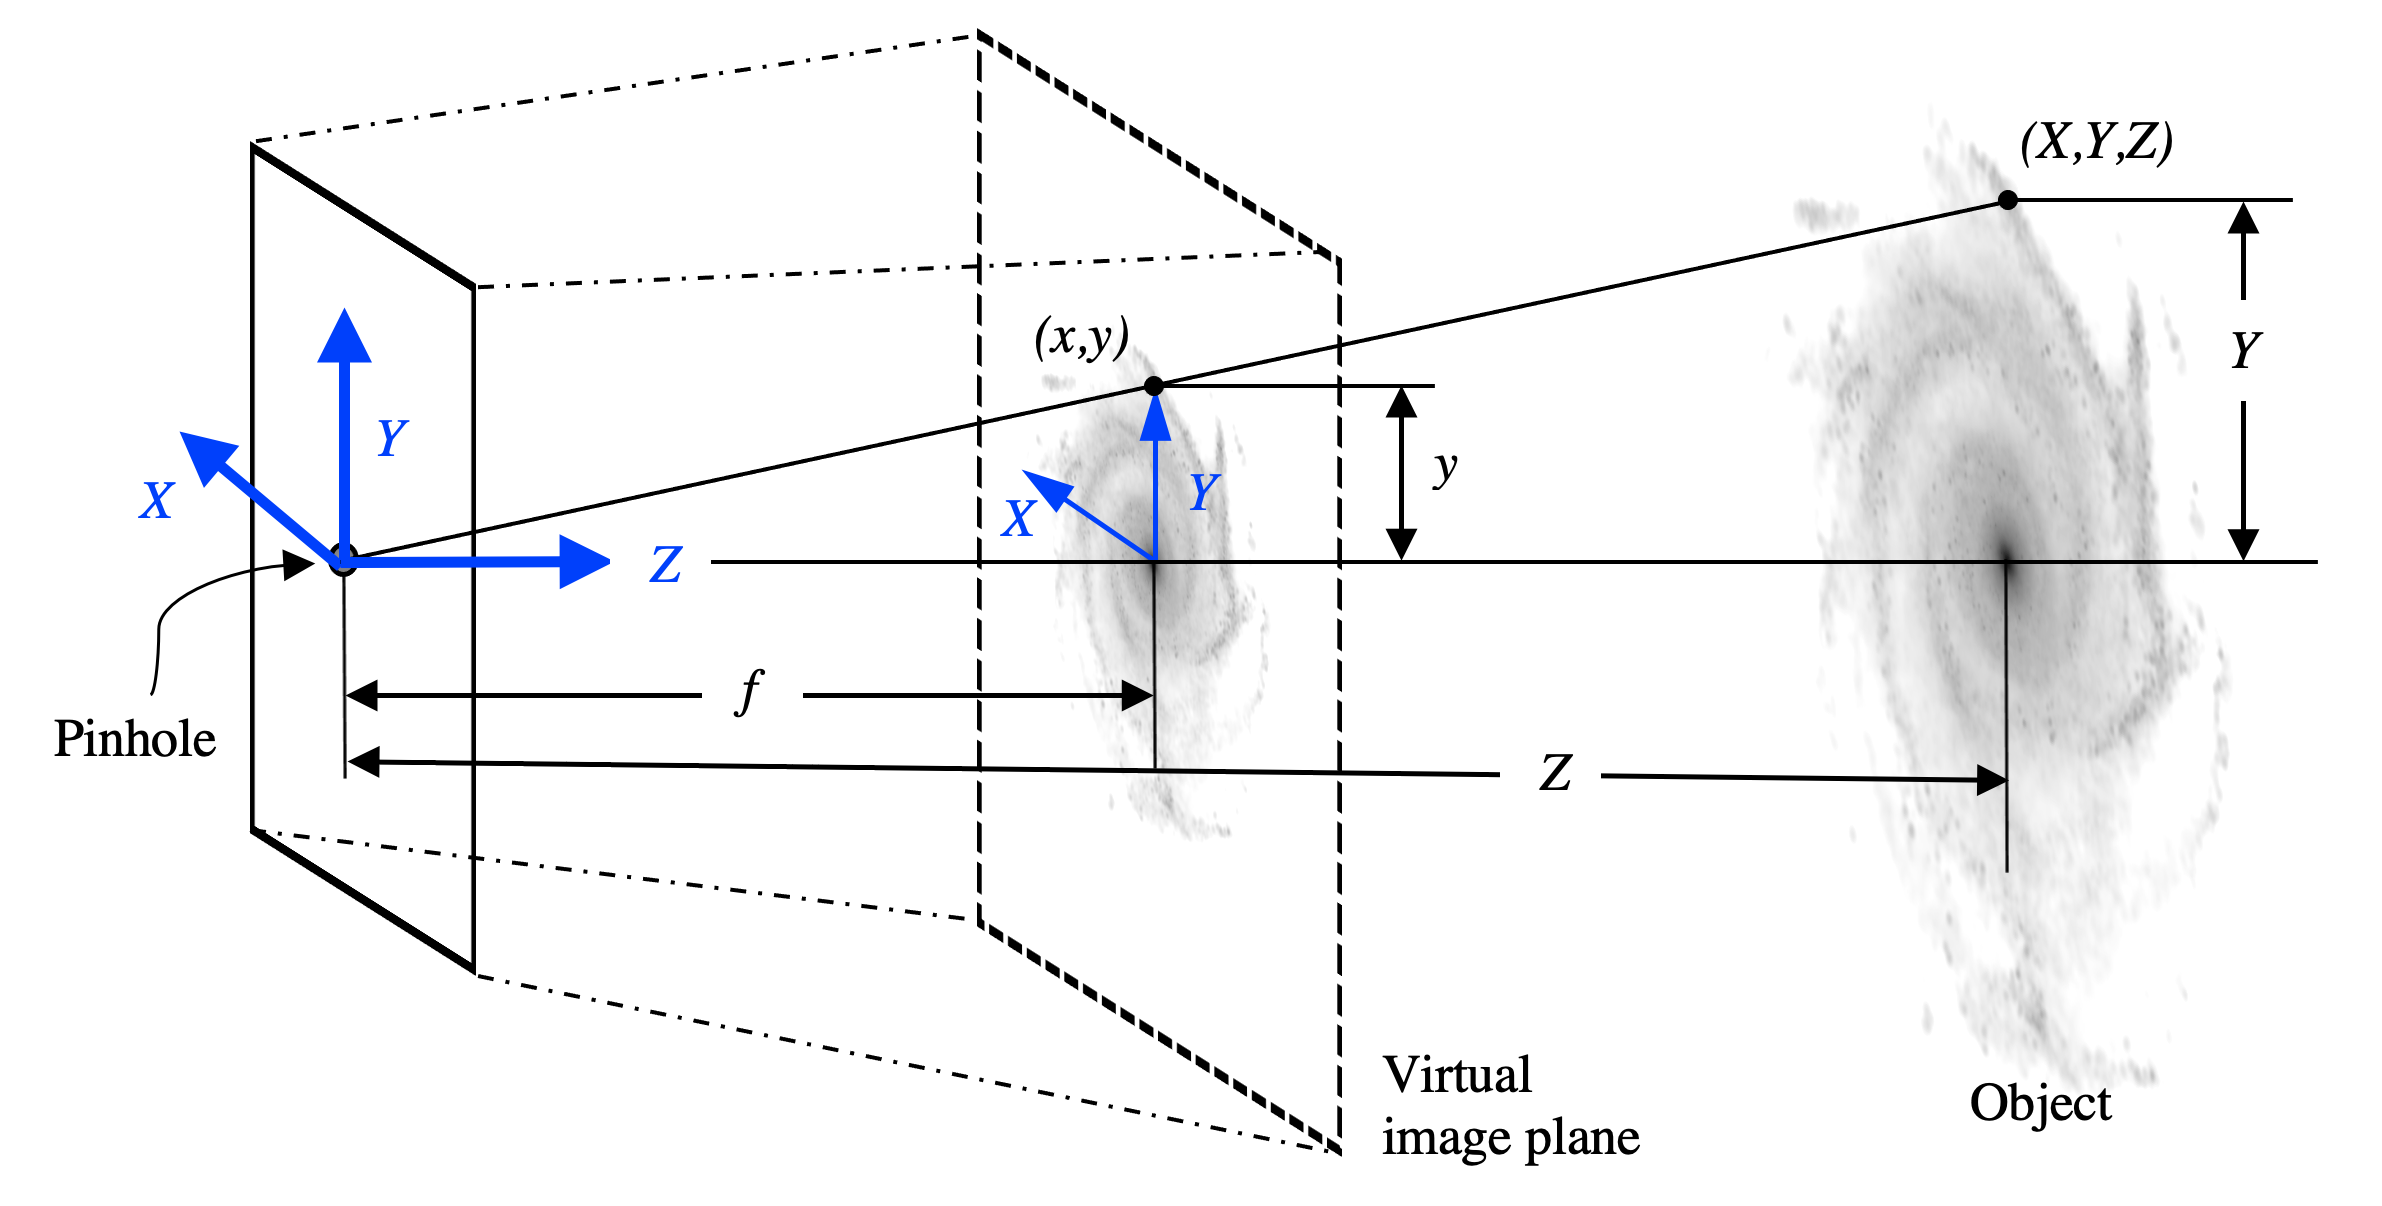 (X,Y,Z)
(x,y)
Y
Y
X
y
Y
X
Z
f
Pinhole
Z
Virtual
image plane
Object